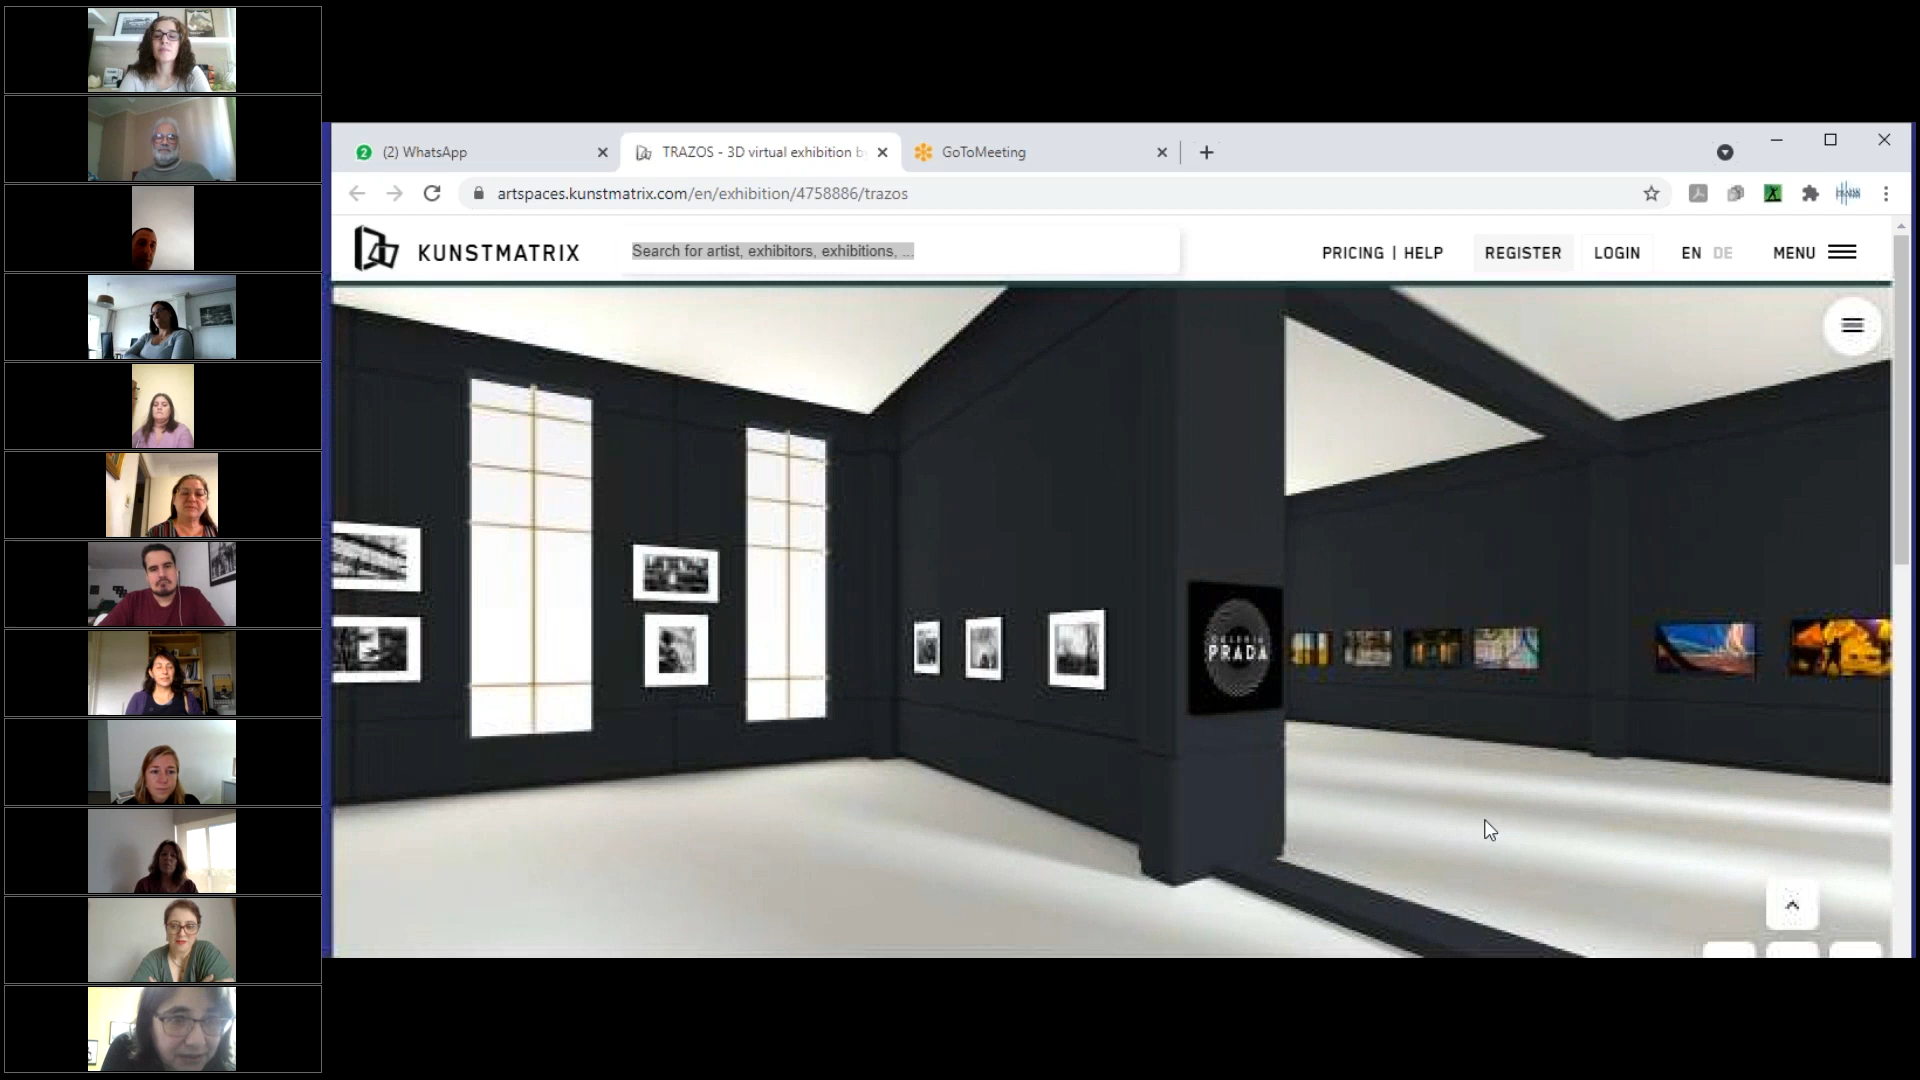 (2) WhatsApp
TRAZOS - 3D virtual exhibition b
GoToMeeting
artspaces.kunstmatrix.com/en/exhibition/4758886/trazos
KUNSTMATRIX
Search for artist, exhibitors, exhibitions, ...
PRICING | HELP
REGISTER
LOGIN
EN DE
MENU
GALERIA
PRADA